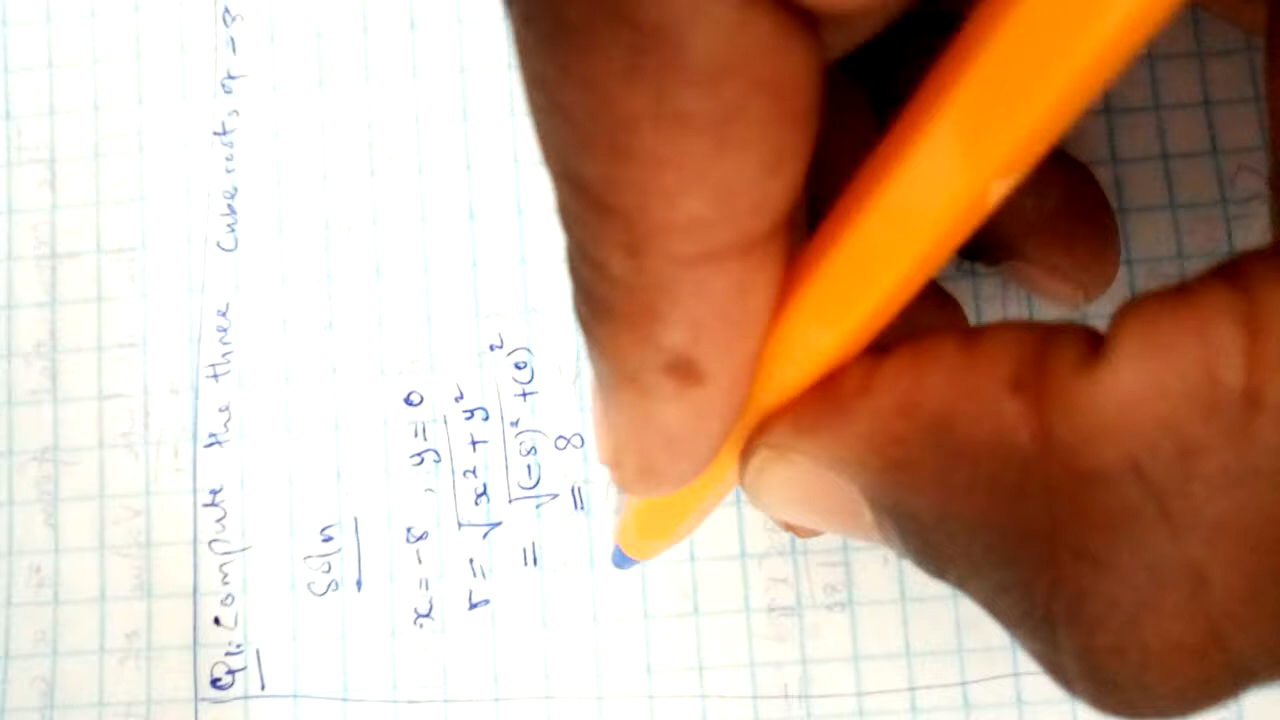 Q1: Compute the three Cube roots of -8
Soln
x = -8 , y = 0
r = √x² + y²
= √(-8)² + (0)²
= 8